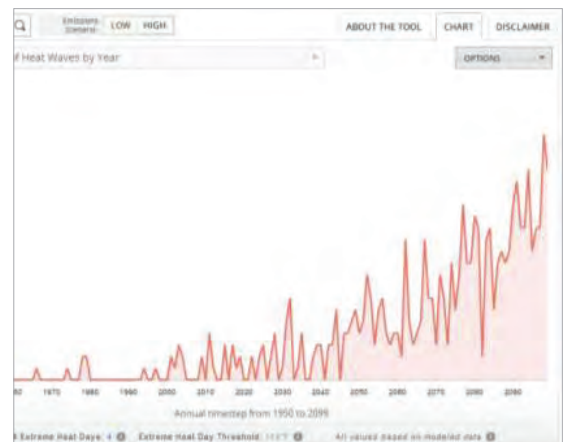 Emissions Scenario: LOW HIGH ABOUT THE TOOL CHART DISCLAIMER
f Heat Waves by Year OPTIONS
60 1970 1980 1990 2000 2010 2020 2030 2040 2050 2060 2070 2080 2090
Annual timestep from 1950 to 2099
Extreme Heat Days: 4 Extreme Heat Day Threshold: All values based on modeled data